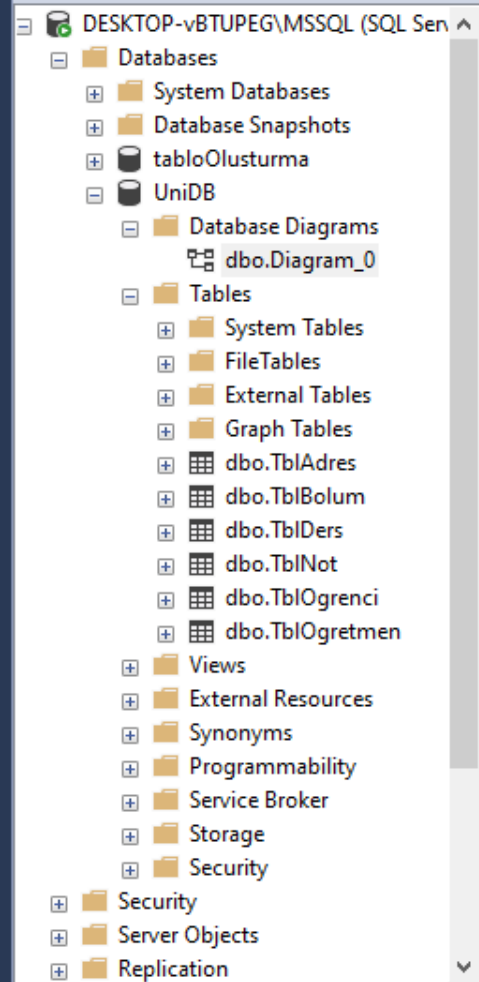 DESKTOP-vBTUPEG\MSSQL (SQL Serv
Databases
System Databases
Database Snapshots
tabloOlusturma
UniDB
Database Diagrams
dbo.Diagram_0
Tables
System Tables
FileTables
External Tables
Graph Tables
dbo.TblAdres
dbo.TblBolum
dbo.TblDers
dbo.TblNot
dbo.TblOgrenci
dbo.TblOgretmen
Views
External Resources
Synonyms
Programmability
Service Broker
Storage
Security
Security
Server Objects
Replication